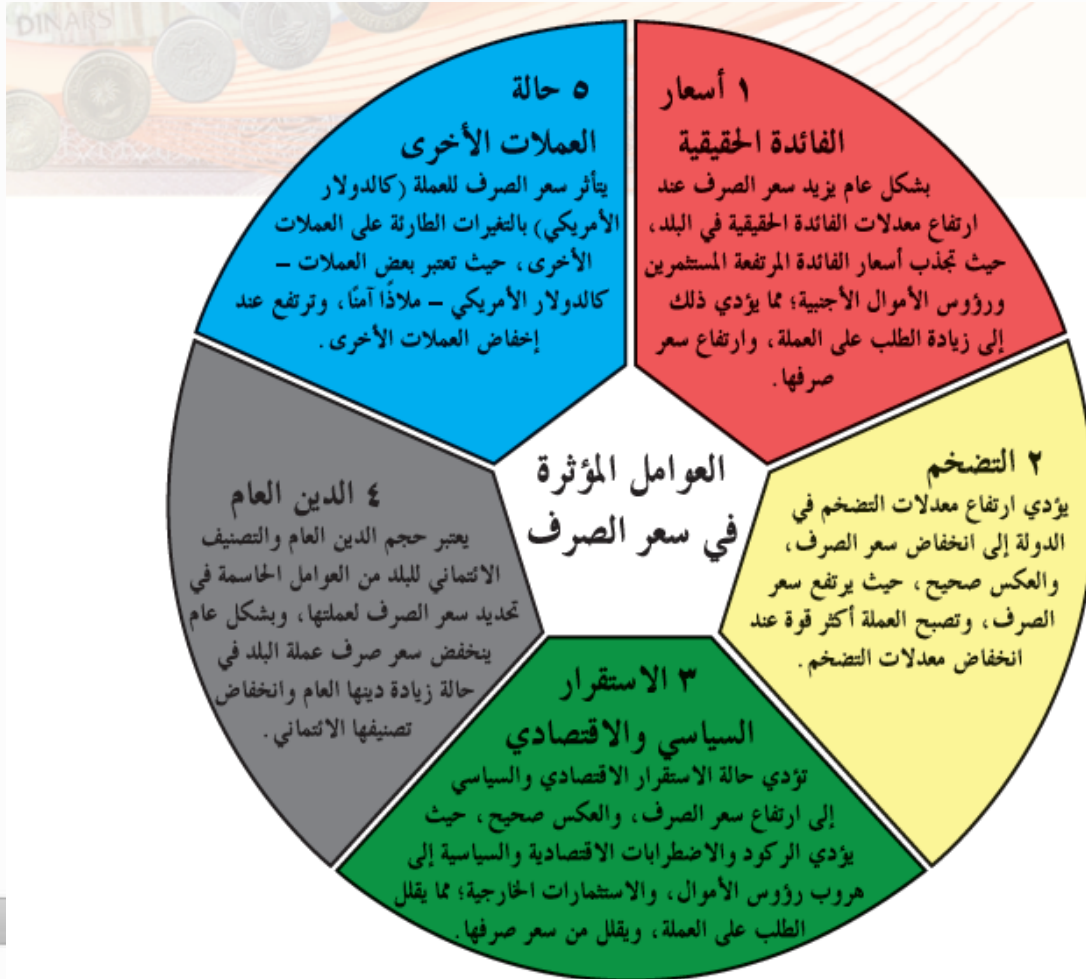 DINARS
العوامل المؤثرة
في سعر الصرف
١ أسعار
الفائدة الحقيقية
بشكل عام يزيد سعر الصرف عند
ارتفاع معدلات الفائدة الحقيقية في البلد،
حيث تجذب أسعار الفائدة المرتفعة المستثمرين
ورؤوس الأموال الأجنبية؛ مما يؤدي ذلك
إلى زيادة الطلب على العملة، وارتفاع سعر
صرفها.
٢ التضخم
يؤدي ارتفاع معدلات التضخم في
الدولة إلى انخفاض سعر الصرف،
والعكس صحيح، حيث يرتفع سعر
الصرف، وتصبح العملة أكثر قوة عند
انخفاض معدلات التضخم.
٣ الاستقرار
السياسي والاقتصادي
تؤدي حالة الاستقرار الاقتصادي والسياسي
إلى ارتفاع سعر الصرف، والعكس صحيح، حيث
يؤدي الركود والاضطرابات الاقتصادية والسياسية إلى
هروب رؤوس الأموال، والاستثمارات الخارجية؛ مما يقلل
الطلب على العملة، ويقلل من سعر صرفها.
٤ الدين العام
يعتبر حجم الدين العام والتصنيف
الائتماني للبلد من العوامل الحاسمة في
تحديد سعر الصرف لعملتها، وبشكل عام
ينخفض سعر صرف عملة البلد في
حالة زيادة دينها العام وانخفاض
تصنيفها الائتماني.
٥ حالة
العملات الأخرى
يتأثر سعر الصرف للعملة (كالدولار
الأمريكي) بالتغيرات الطارئة على العملات
الأخرى، حيث تعتبر بعض العملات –
كالدولار الأمريكي – ملاذًا آمنًا، وترتفع عند
إخفاض العملات الأخرى.